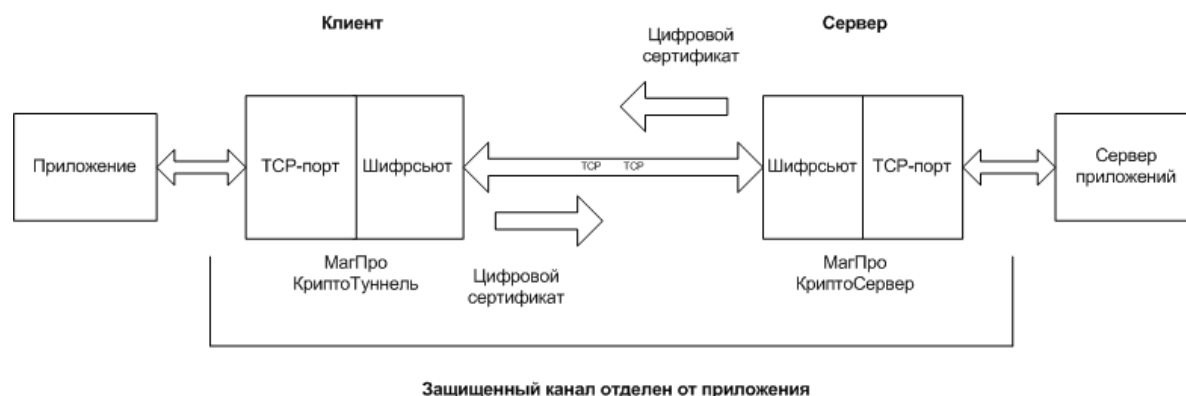 Клиент
Сервер
Цифровой
сертификат
Приложение
TCP-порт
Шифрсьют
TCP
TCP
Шифрсьют
TCP-порт
Сервер
приложений
МагПро
КриптоТуннель
Цифровой
сертификат
МагПро
КриптоСервер
Защищенный канал отделен от приложения